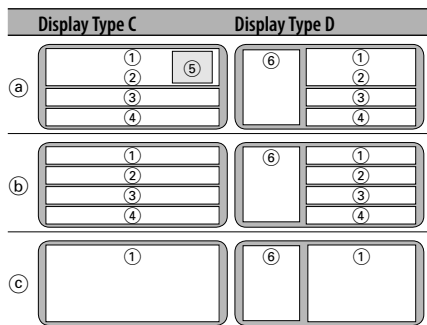 Display Type C Display Type D
ⓐ ① ⑤ ⑥ ①
② ②
③ ③
④ ④
ⓑ ① ⑥ ①
② ②
③ ③
④ ④
ⓒ ① ⑥ ①